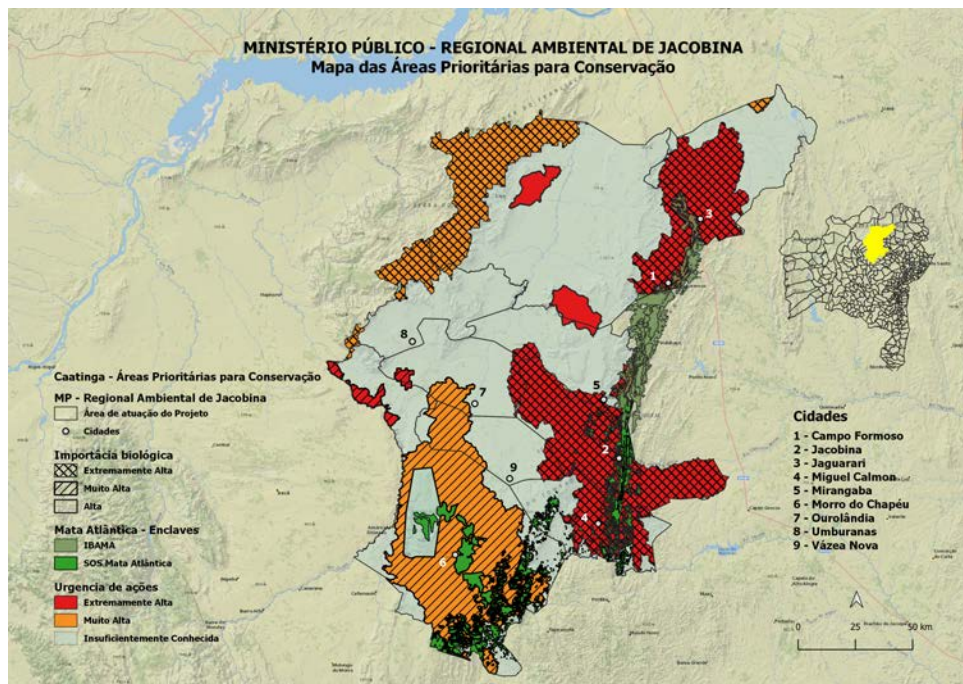 MINISTÉRIO PÚBLICO - REGIONAL AMBIENTAL DE JACOBINA
Mapa das Áreas Prioritárias para Conservação
3
1
8
5
7
2
9
4
6
Caatinga - Áreas Prioritárias para Conservação
MP - Regional Ambiental de Jacobina
Área de atuação do Projeto
Cidades
Importácia biológica
Extremamente Alta
Muito Alta
Alta
Mata Atlântica - Enclaves
IBAMA
SOS Mata Atlântica
Urgencia de ações
Extremamente Alta
Muito Alta
Insuficientemente Conhecida
Cidades
1 - Campo Formoso
2 - Jacobina
3 - Jaguarari
4 - Miguel Calmon
5 - Mirangaba
6 - Morro do Chapéu
7 - Ourolândia
8 - Umburanas
9 - Vázea Nova
0 25 50 km